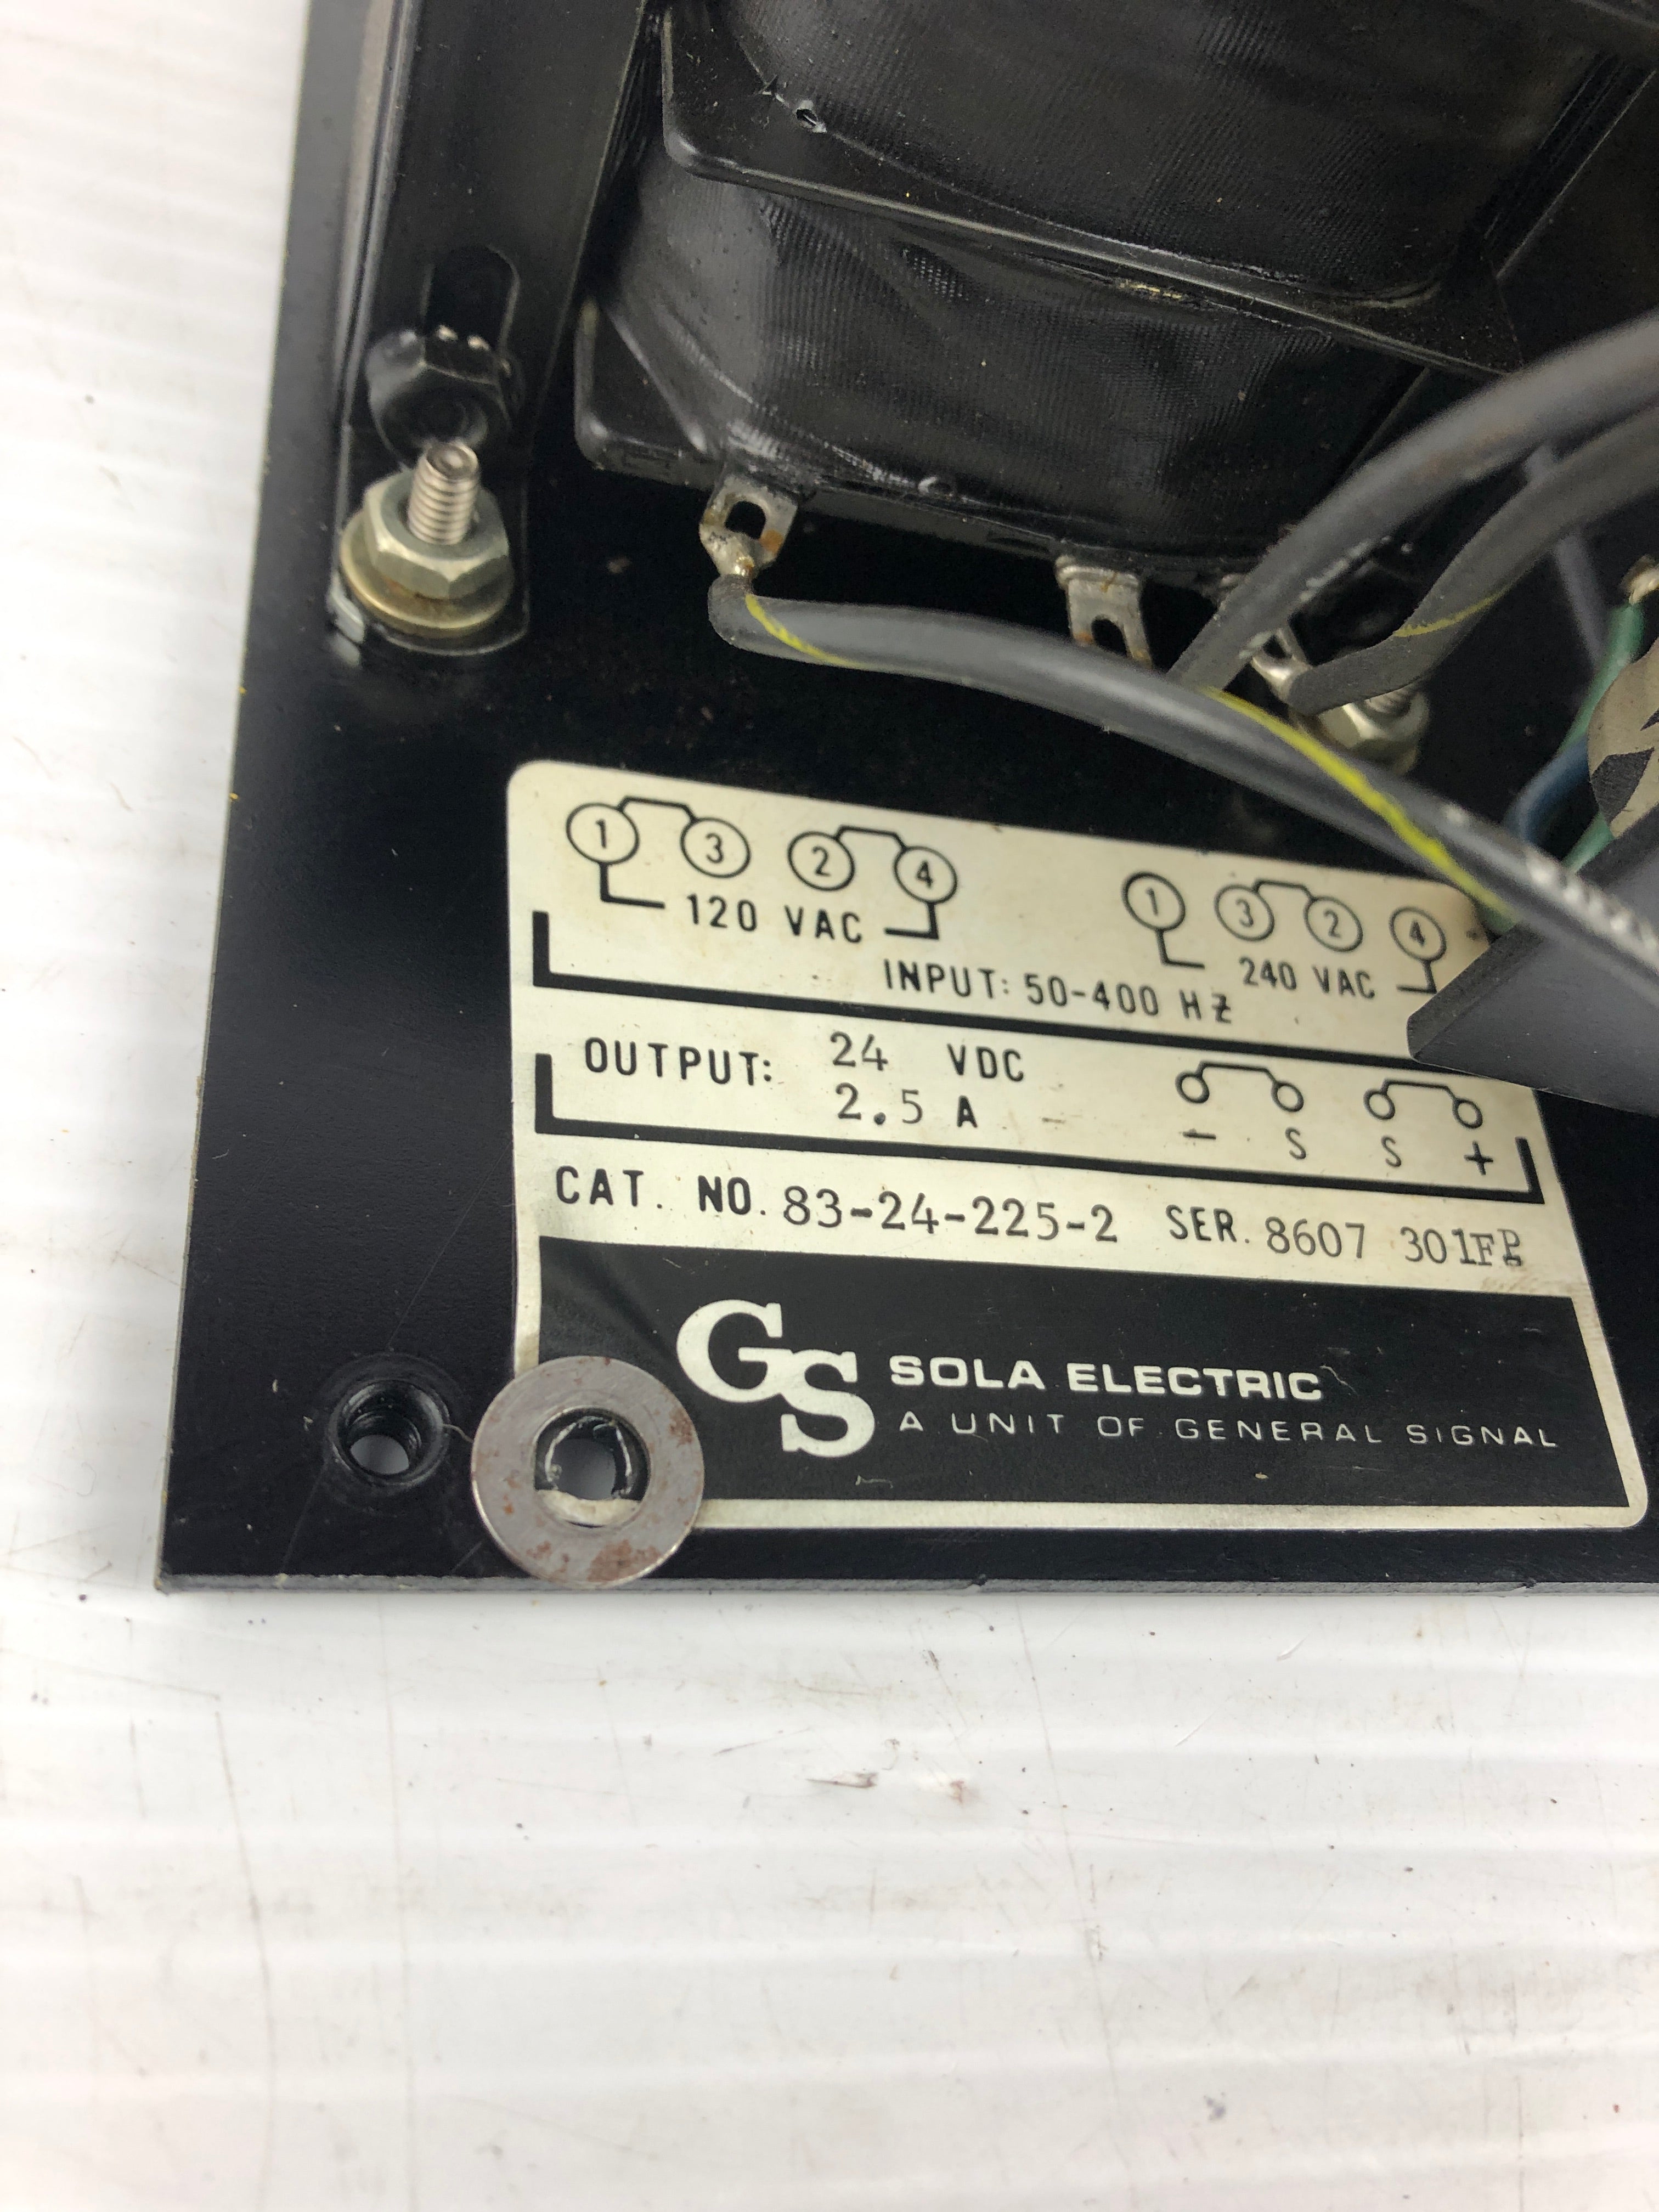 1 3 2 4 1 3 2 4
120 VAC 240 VAC
INPUT: 50-400 HZ
OUTPUT: 24 VDC
2.5 A
- S S +
CAT. NO. 83-24-225-2 SER. 8607 301F
GS SOLA ELECTRIC
A UNIT OF GENERAL SIGNAL